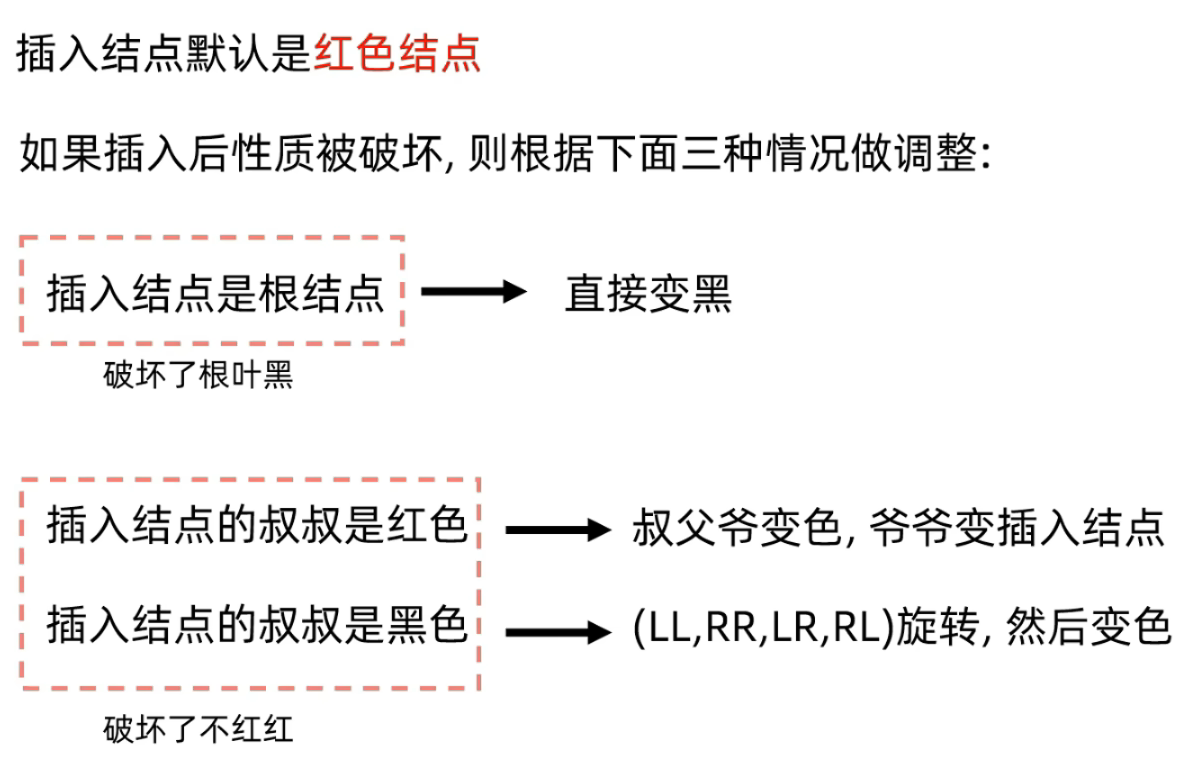 插入结点默认是红色结点
如果插入后性质被破坏, 则根据下面三种情况做调整:
插入结点是根结点 直接变黑
破坏了根叶黑
插入结点的叔叔是红色 叔父爷变色, 爷爷变插入结点
插入结点的叔叔是黑色 (LL,RR,LR,RL)旋转, 然后变色
破坏了不红红